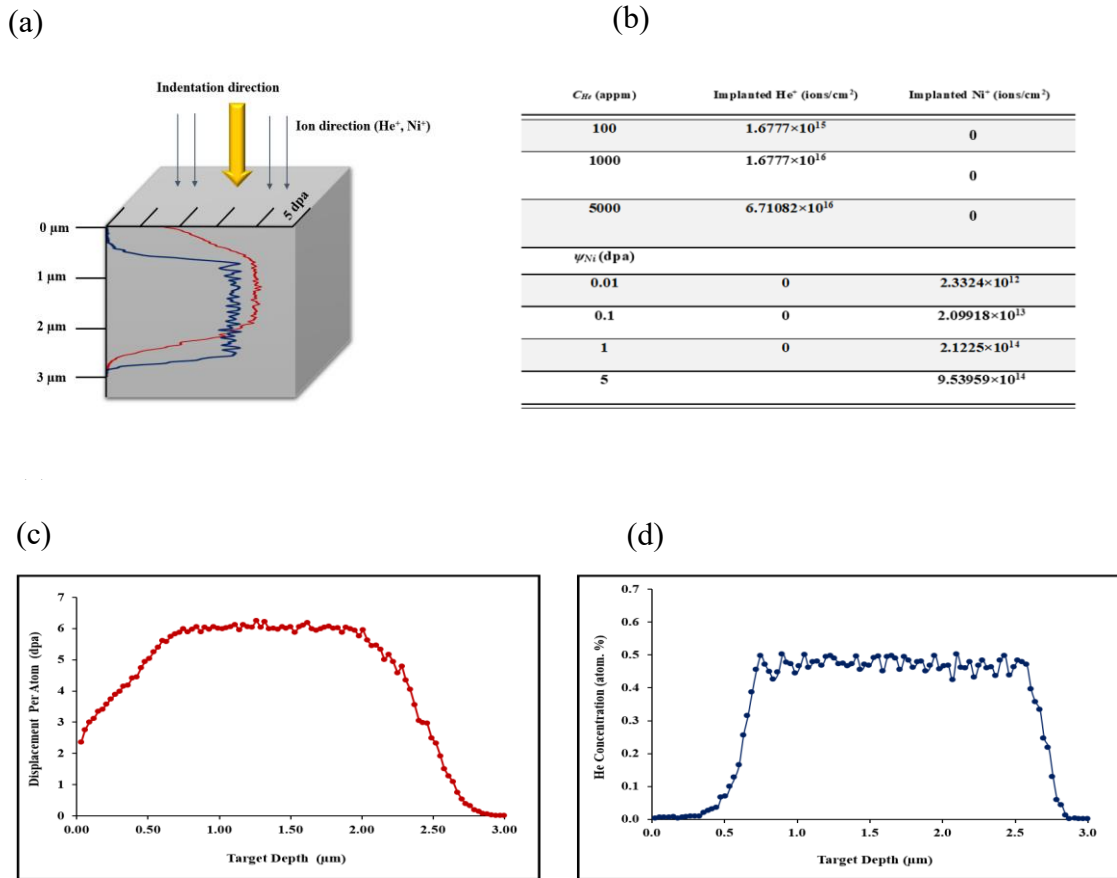 (a)
(b)
Indentation direction
Ion direction (He⁺, Ni⁺)
5 dpa
0 µm
1 µm
2 µm
3 µm
C_He (appm) Implanted He⁺ (ions/cm²) Implanted Ni⁺ (ions/cm²)
100 1.6777×10¹⁵ 0
1000 1.6777×10¹⁶ 0
5000 6.71082×10¹⁶ 0
ψ_Ni (dpa)
0.01 0 2.3324×10¹²
0.1 0 2.09918×10¹³
1 0 2.1225×10¹⁴
5 9.53959×10¹⁴
(c)
(d)
Displacement Per Atom (dpa)
7
6
5
4
3
2
1
0
0.00 0.50 1.00 1.50 2.00 2.50 3.00
Target Depth (µm)
He Concentration (atom. %)
0.7
0.6
0.5
0.4
0.3
0.2
0.1
0.0
0.0 0.5 1.0 1.5 2.0 2.5 3.0
Target Depth (µm)